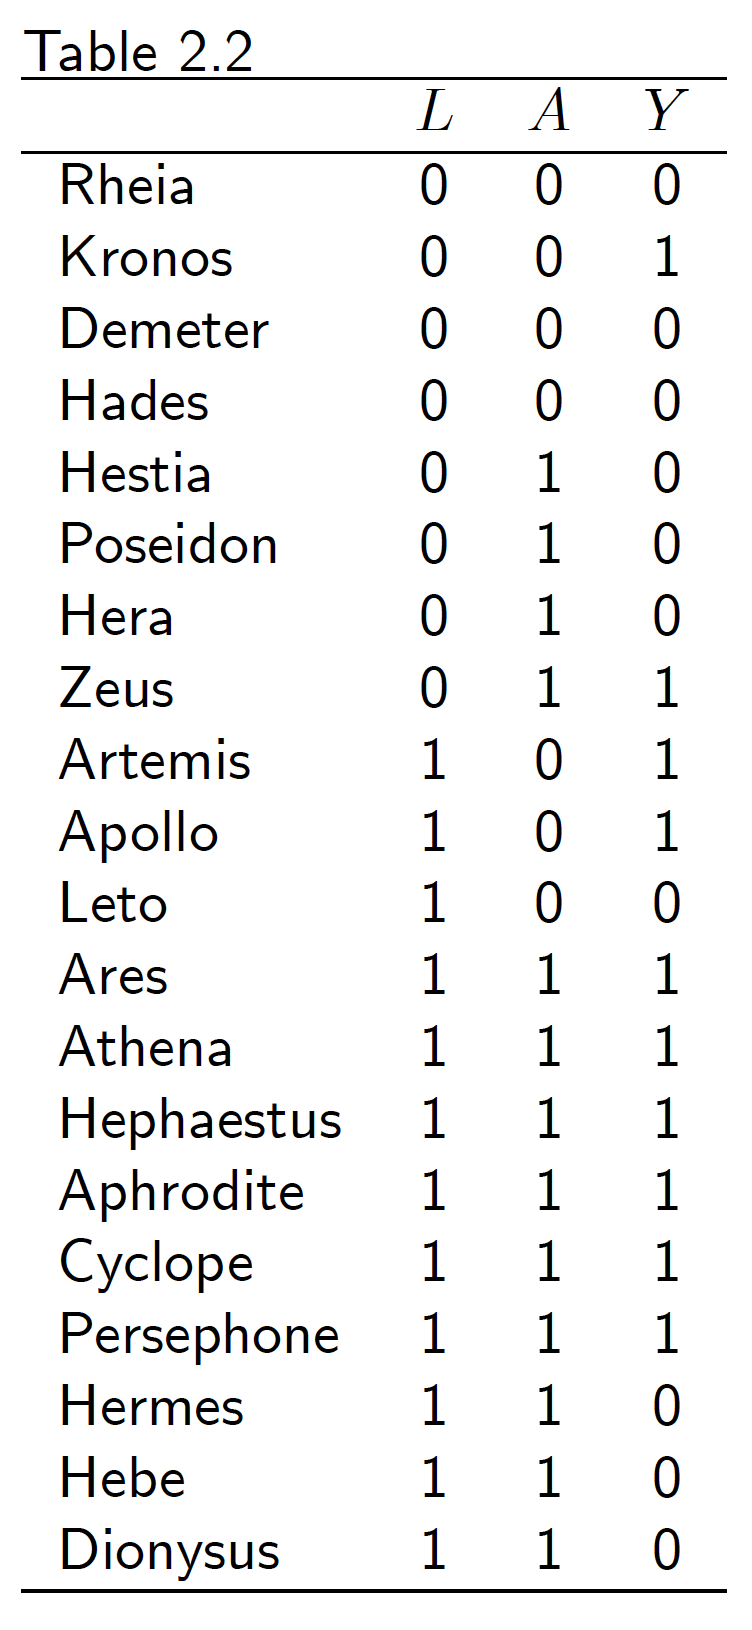 Table 2.2
L A Y
Rheia 0 0 0
Kronos 0 0 1
Demeter 0 0 0
Hades 0 0 0
Hestia 0 1 0
Poseidon 0 1 0
Hera 0 1 0
Zeus 0 1 1
Artemis 1 0 1
Apollo 1 0 1
Leto 1 0 0
Ares 1 1 1
Athena 1 1 1
Hephaestus 1 1 1
Aphrodite 1 1 1
Cyclope 1 1 1
Persephone 1 1 1
Hermes 1 1 0
Hebe 1 1 0
Dionysus 1 1 0